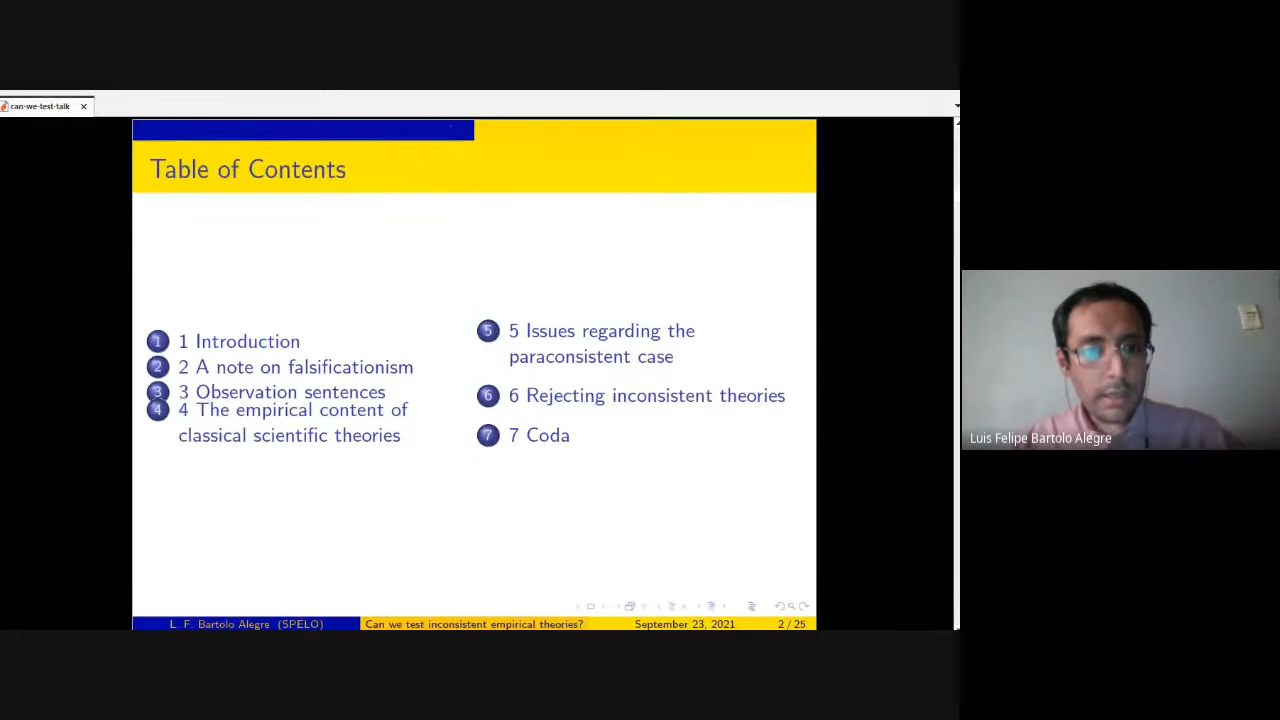 can-we-test-talk
Table of Contents
1 1 Introduction
2 2 A note on falsificationism
3 3 Observation sentences
4 4 The empirical content of
classical scientific theories
5 5 Issues regarding the
paraconsistent case
6 6 Rejecting inconsistent theories
7 7 Coda
L. F. Bartolo Alegre (SPELO) Can we test inconsistent empirical theories? September 23, 2021 2 / 25
Luis Felipe Bartolo Alegre